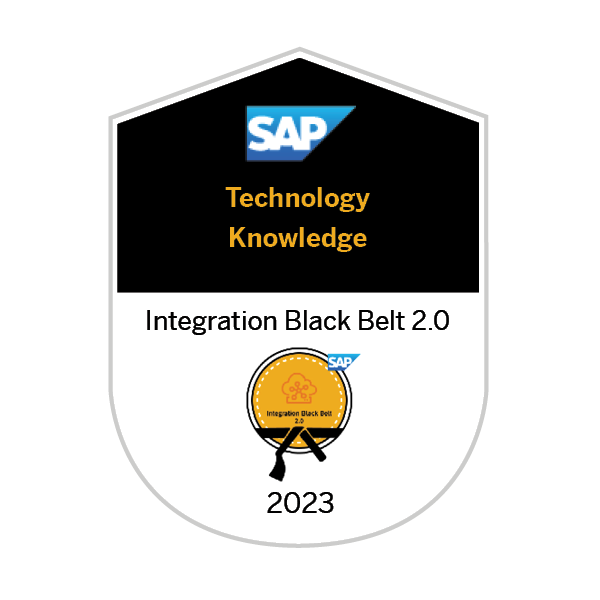 SAP
Technology
Knowledge
Integration Black Belt 2.0
SAP
Integration Black Belt
2.0
2023